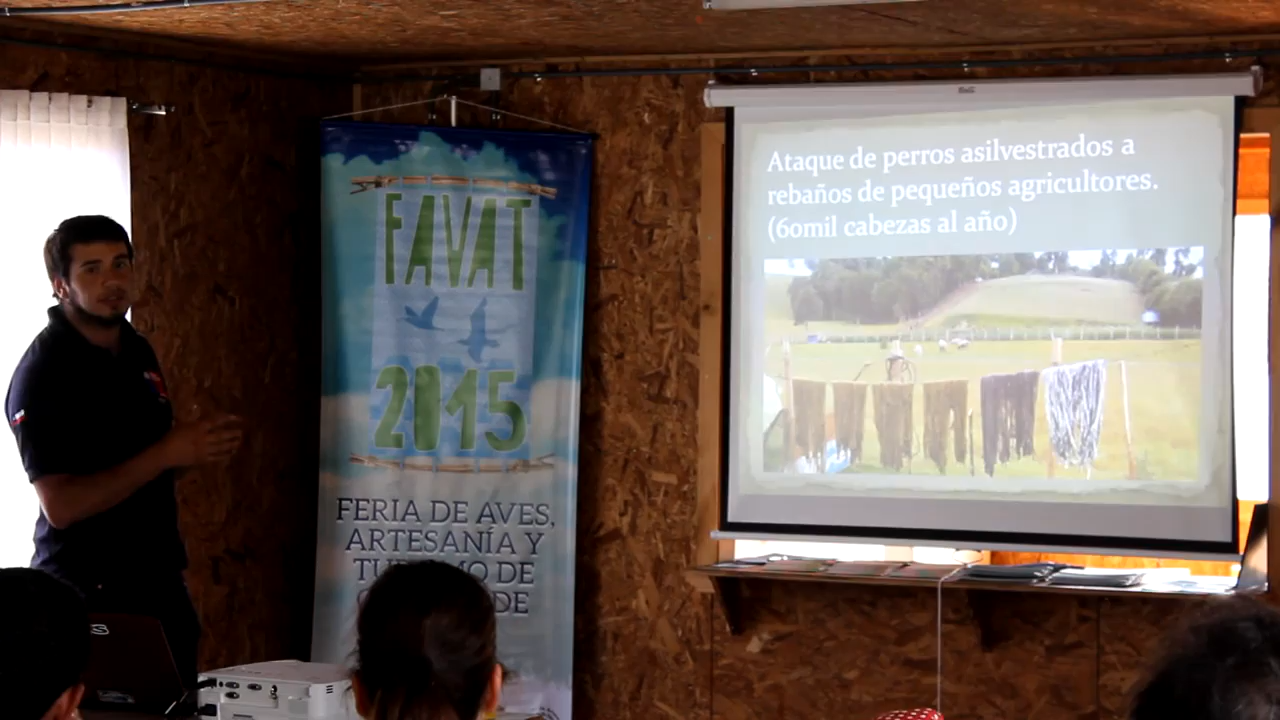 FAVAT
2015
FERIA DE AVES,
ARTESANÍA Y
DE
DE
Ataque de perros asilvestrados a
rebaños de pequeños agricultores.
(60mil cabezas al año)